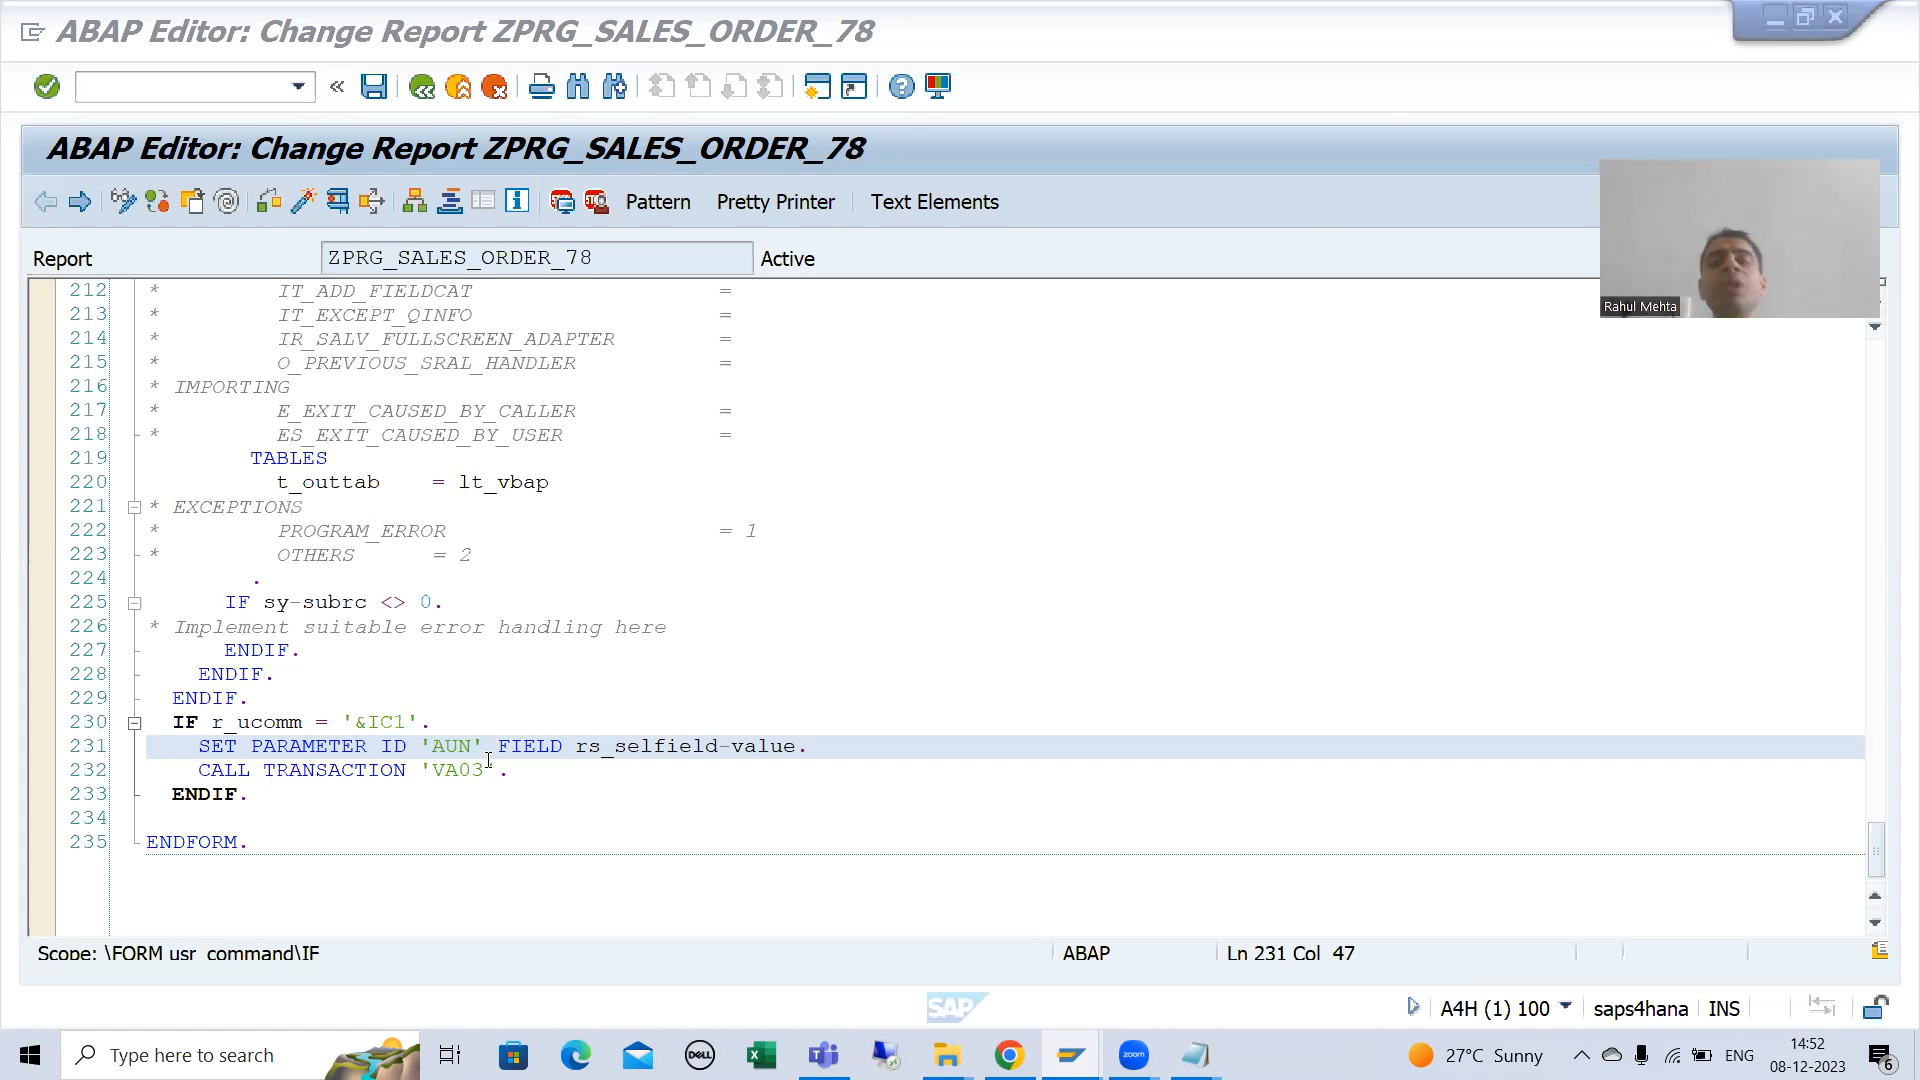 ABAP Editor: Change Report ZPRG_SALES_ORDER_78
ABAP Editor: Change Report ZPRG_SALES_ORDER_78
Pattern Pretty Printer Text Elements
Report ZPRG_SALES_ORDER_78 Active
Rahul Mehta
212 * IT_ADD_FIELDCAT =
213 * IT_EXCEPT_QINFO =
214 * IR_SALV_FULLSCREEN_ADAPTER =
215 * O_PREVIOUS_SRAL_HANDLER =
216 * IMPORTING
217 * E_EXIT_CAUSED_BY_CALLER =
218 * ES_EXIT_CAUSED_BY_USER =
219 TABLES
220 t_outtab = lt_vbap
221 * EXCEPTIONS
222 * PROGRAM_ERROR = 1
223 * OTHERS = 2
224 .
225 IF sy-subrc <> 0.
226 * Implement suitable error handling here
227 ENDIF.
228 ENDIF.
229 ENDIF.
230 IF r_ucomm = '&IC1'.
231 SET PARAMETER ID 'AUN' FIELD rs_selfield-value.
232 CALL TRANSACTION 'VA03'.
233 ENDIF.
234
235 ENDFORM.
Scope: \FORM usr_command\IF ABAP Ln 231 Col 47
SAP A4H (1) 100 saps4hana INS
Type here to search DELL zoom 27°C Sunny ENG 14:52
08-12-2023 6